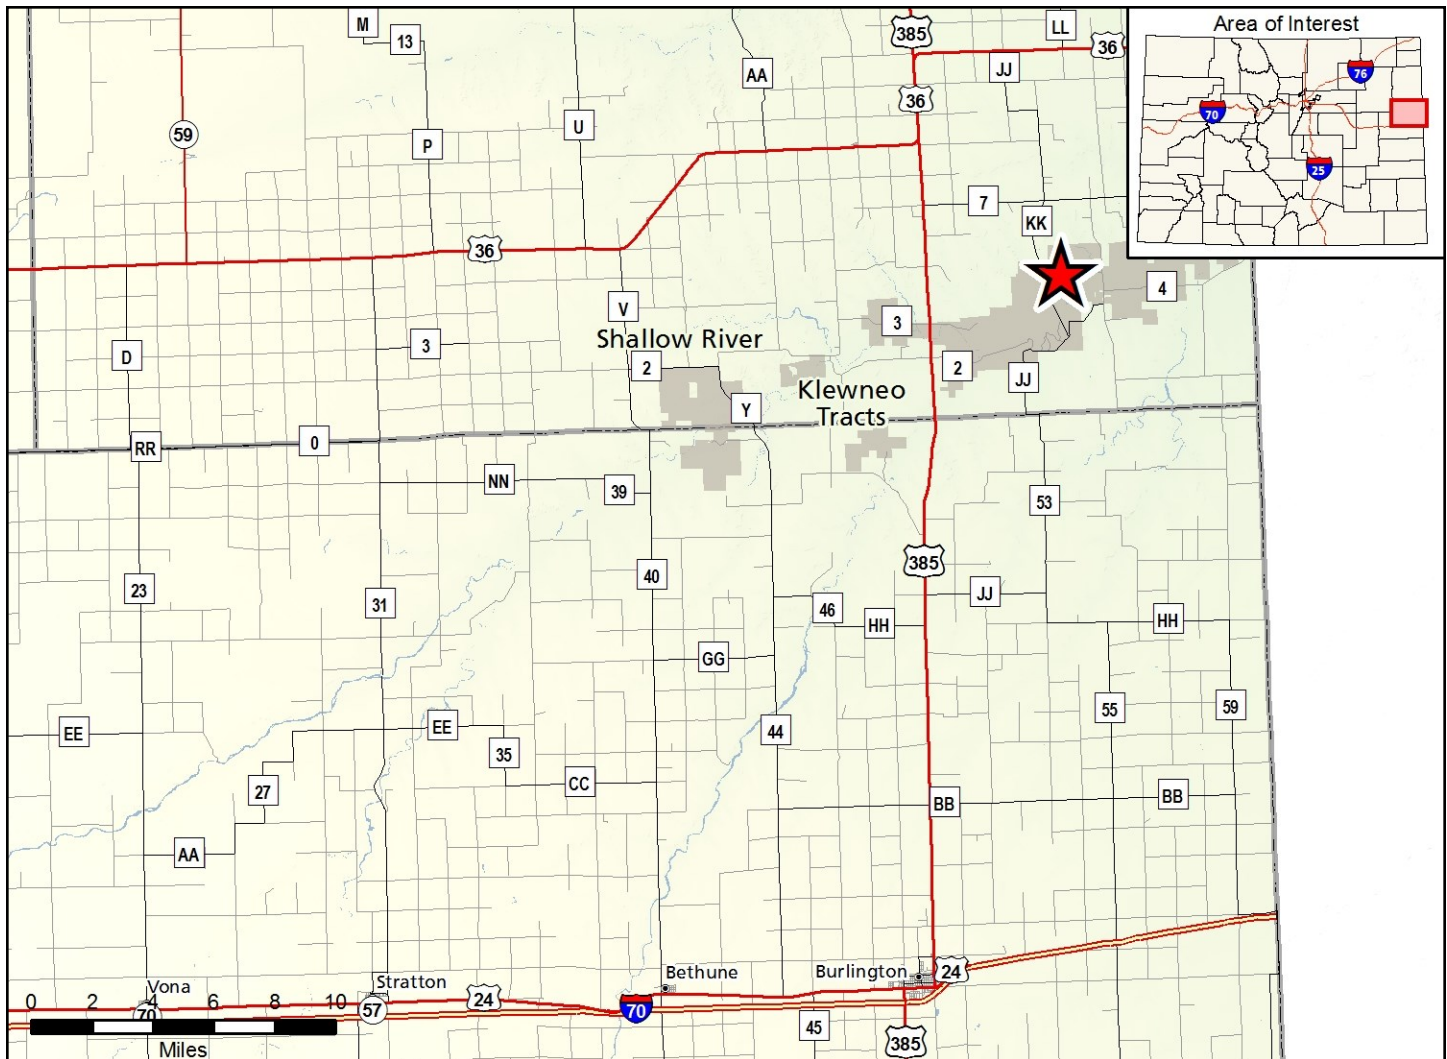 M
13
385
LL
36
Area of Interest
AA
JJ
76
36
70
59
U
P
25
7
KK
36
4
V
3
Shallow River
3
D
2
2
JJ
Klewneo
Tracts
Y
RR
0
NN
39
53
385
40
23
31
46
JJ
HH
HH
GG
55
59
EE
EE
44
35
CC
27
BB
BB
AA
Vona
Stratton
Bethune
Burlington
24
0
2
4
6
8
10
70
57
24
70
45
385
Miles